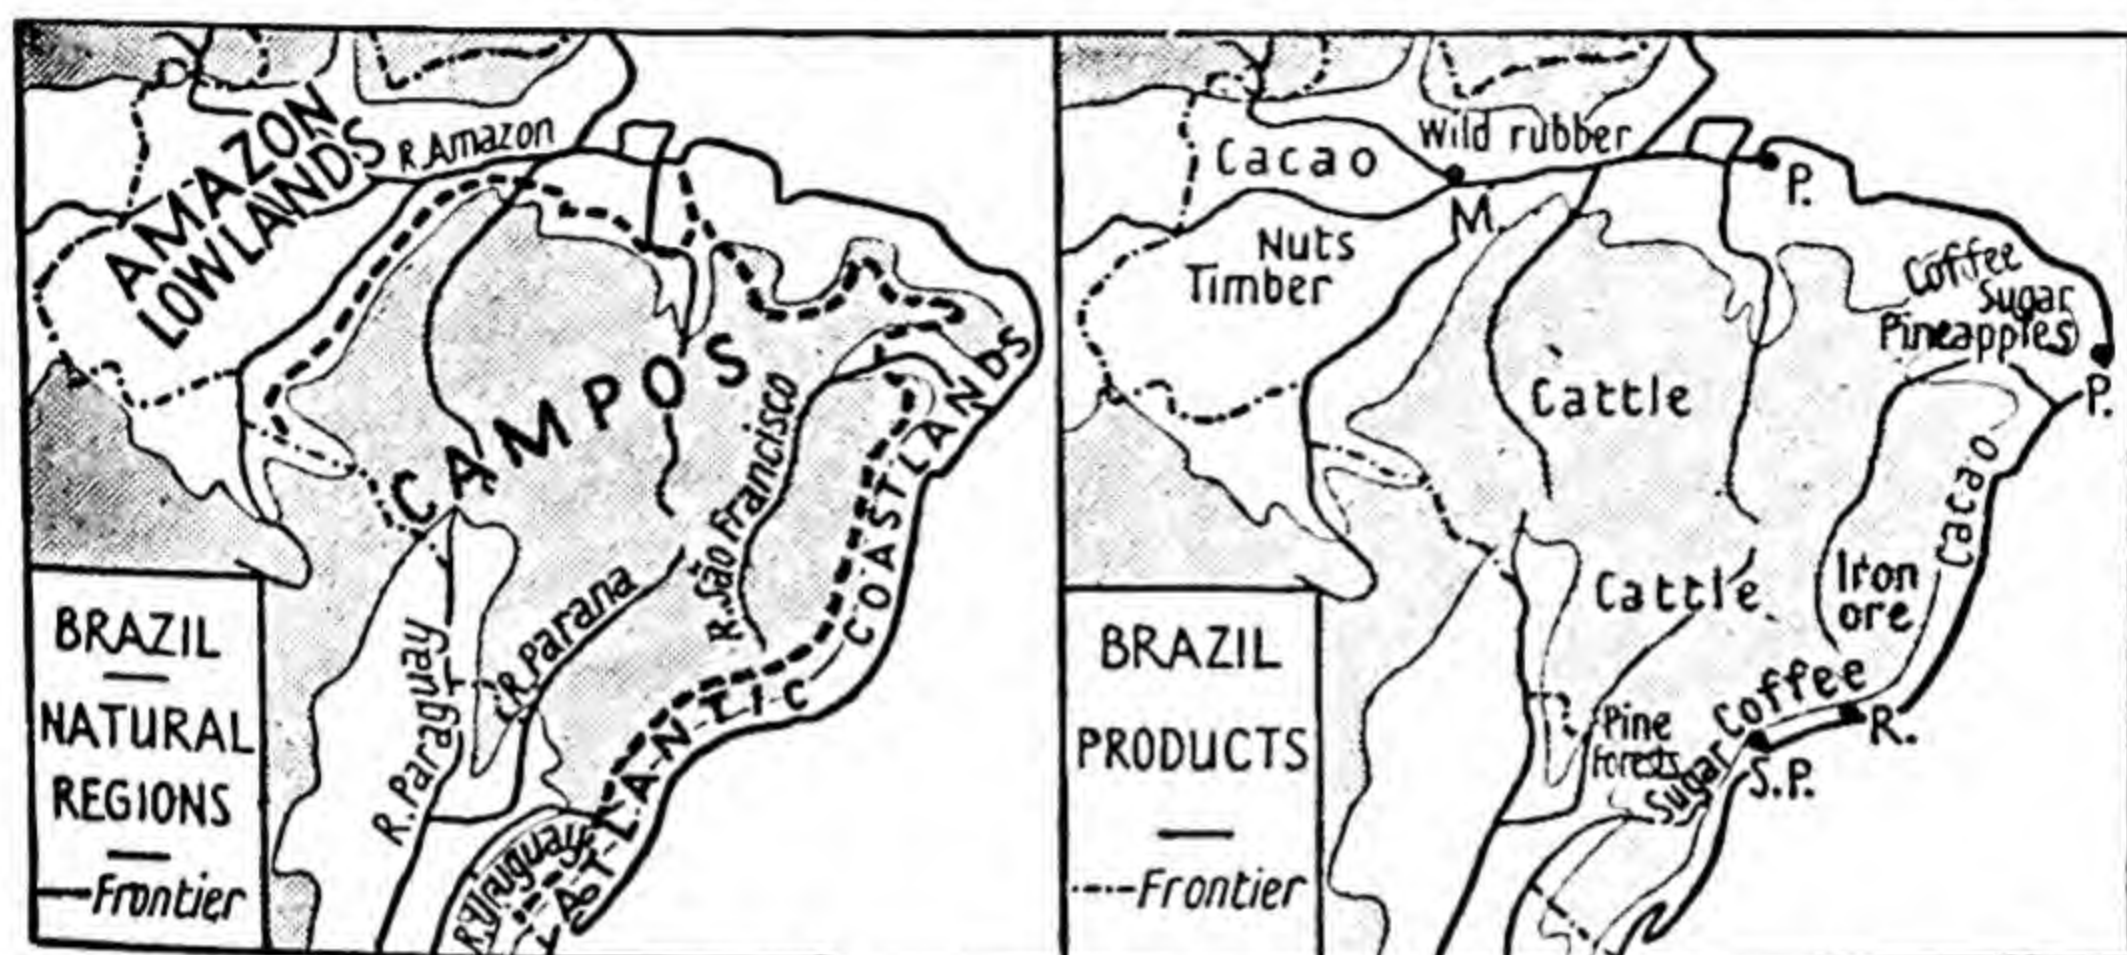 AMAZON
LOWLANDS
R. Amazon
CAMPOS
R. São Francisco
R. Parana
R. Paraguay
R. Uruguay
ATLANTIC COASTLANDS
BRAZIL
NATURAL
REGIONS
Frontier
Wild rubber
Cacao
M.
P.
Nuts
Timber
Coffee
Sugar
Pineapples
P.
Cattle
Cacao
Cattle
Iron
ore
Coffee
R.
Pine
forests
Sugar
S.P.
BRAZIL
PRODUCTS
Frontier